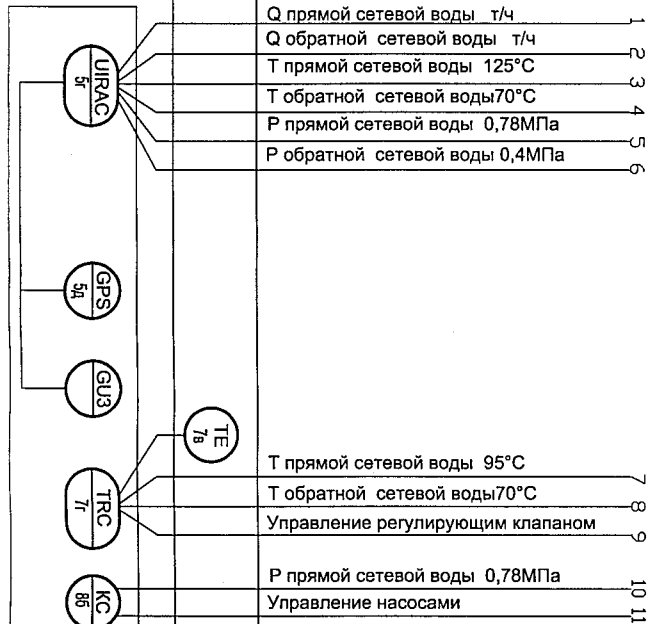 Q прямой сетевой воды т/ч 1
Q обратной сетевой воды т/ч 2
Т прямой сетевой воды 125°С 3
Т обратной сетевой воды70°С 4
Р прямой сетевой воды 0,78МПа 5
Р обратной сетевой воды 0,4МПа 6
UIRAC
5г
GPS
5д
GU3
TE
7в
Т прямой сетевой воды 95°С 7
Т обратной сетевой воды70°С 8
Управление регулирующим клапаном 9
TRC
7г
Р прямой сетевой воды 0,78МПа 10
Управление насосами 11
КС
8б